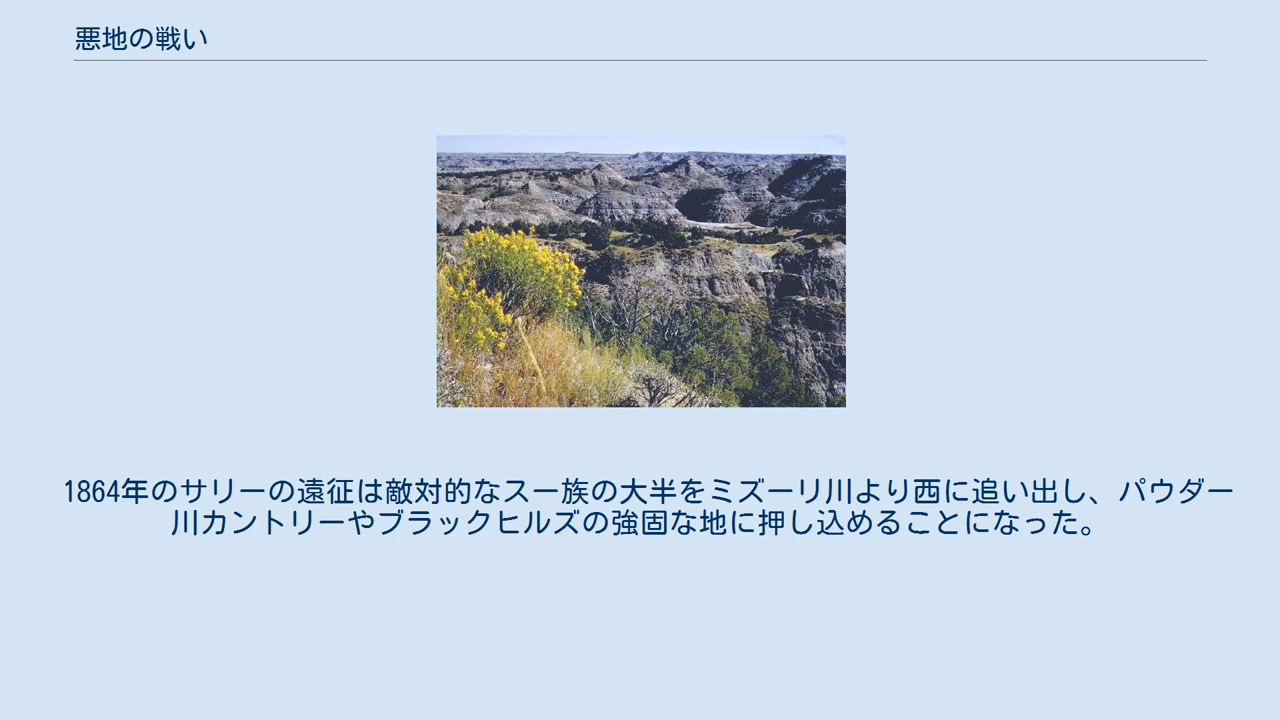 悪地の戦い
1864年のサリーの遠征は敵対的なスー族の大半をミズーリ川より西に追い出し、パウダー
川カントリーやブラックヒルズの強固な地に押し込めることになった。